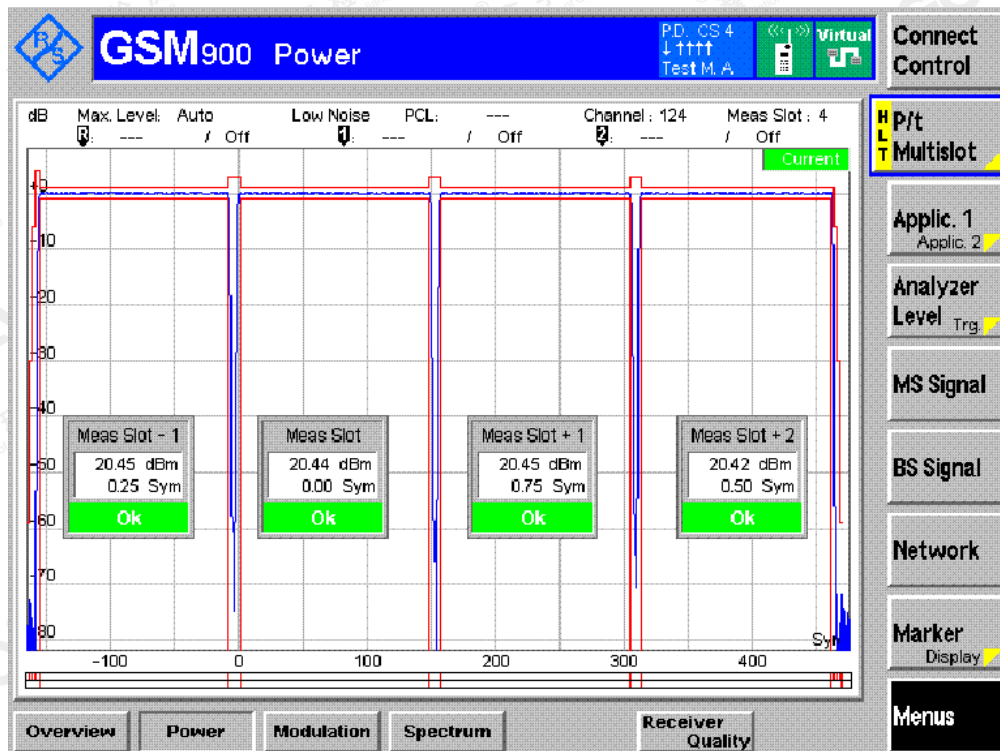 R S
GSM900 Power
P.D. CS 4
↓ ↑↑↑↑
Test M. A.
Virtual
Connect Control
dB Max. Level: Auto Low Noise PCL: --- Channel : 124 Meas Slot : 4
R: --- / Off 1: --- / Off 2: --- / Off
Current
HLT
P/t Multislot
Applic. 1
Applic. 2
Analyzer Level Trg.
MS Signal
BS Signal
Network
Marker
Display
Menus
+0
-10
-20
-30
-40
-50
-60
-70
-80
Meas Slot - 1
20.45 dBm
0.25 Sym
Ok
Meas Slot
20.44 dBm
0.00 Sym
Ok
Meas Slot + 1
20.45 dBm
0.75 Sym
Ok
Meas Slot + 2
20.42 dBm
0.50 Sym
Ok
Sym
-100 0 100 200 300 400
Overview Power Modulation Spectrum Receiver Quality